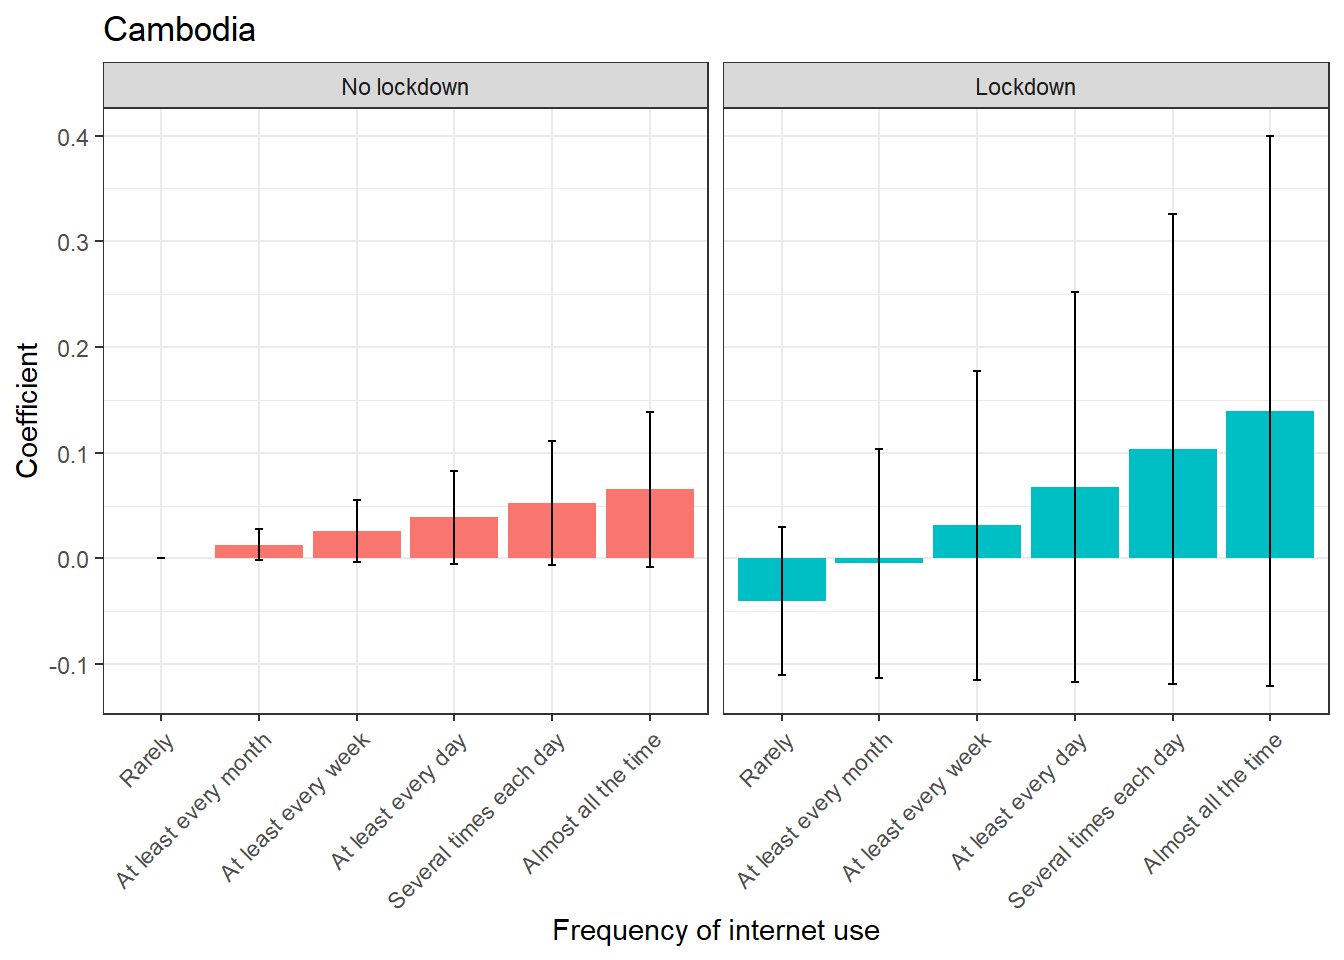 Cambodia
No lockdown
Lockdown
Coefficient
0.4
0.3
0.2
0.1
0.0
-0.1
Rarely
At least every month
At least every week
At least every day
Several times each day
Almost all the time
Rarely
At least every month
At least every week
At least every day
Several times each day
Almost all the time
Frequency of internet use